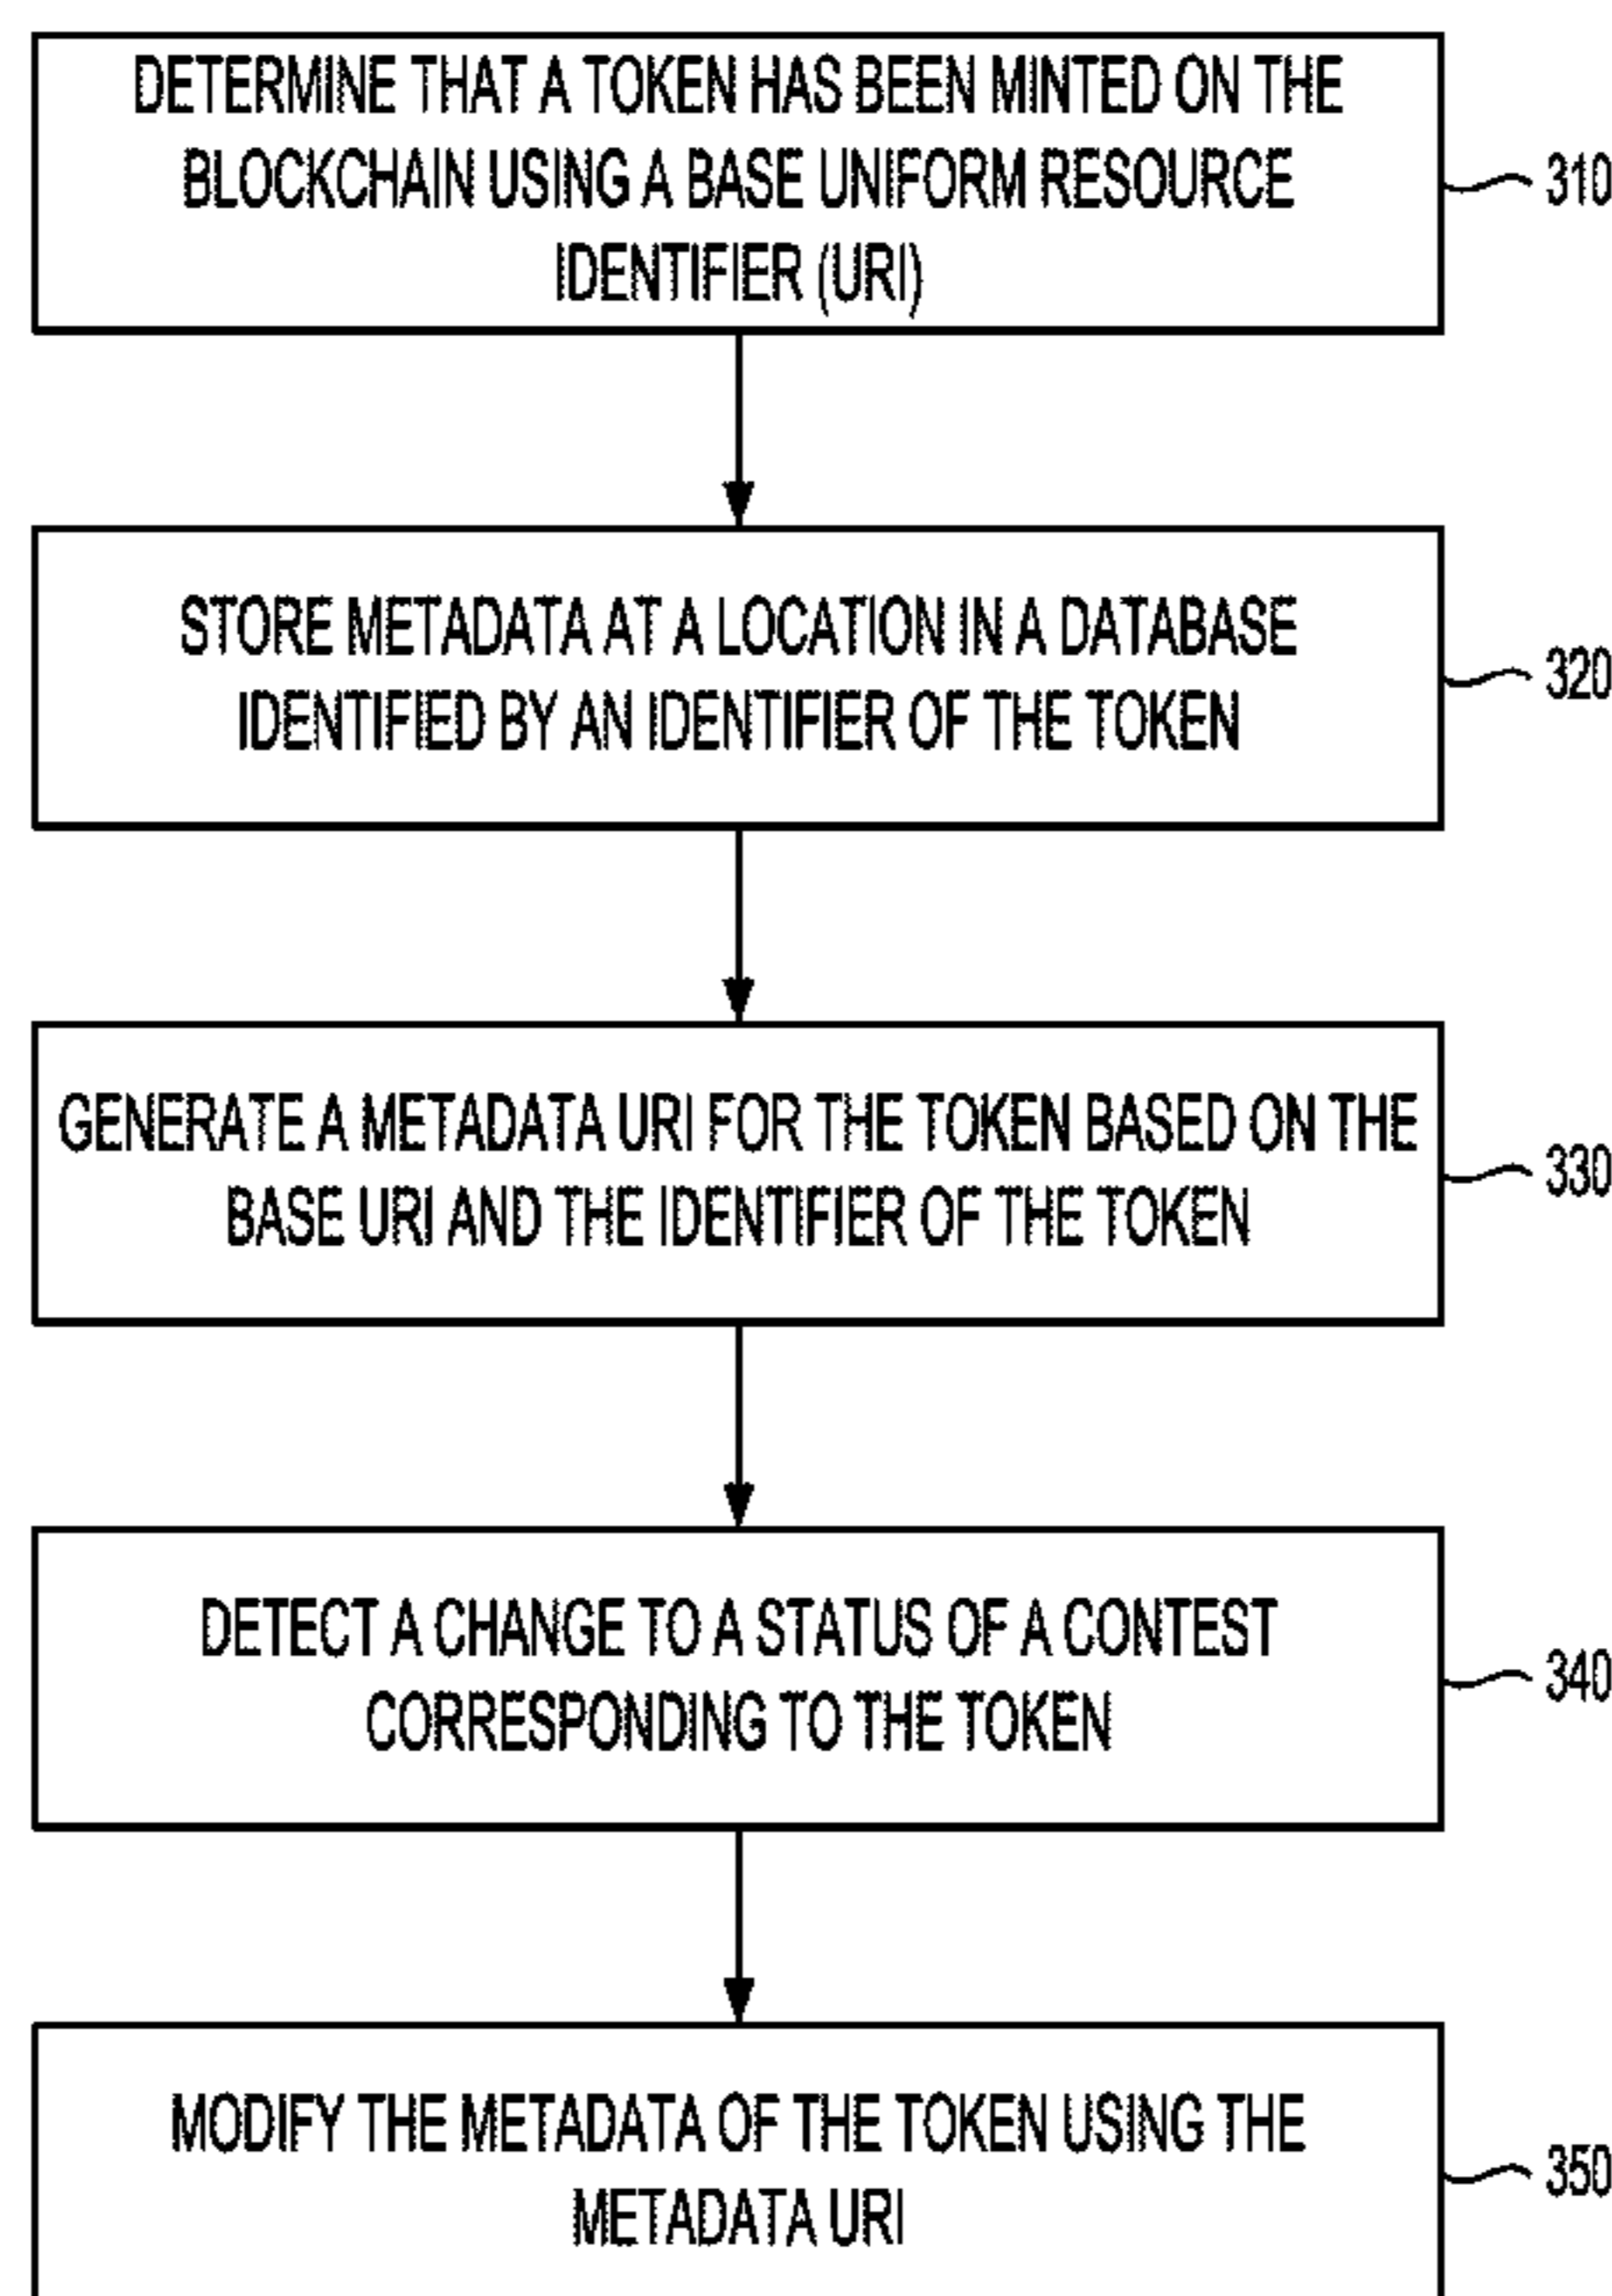 DETERMINE THAT A TOKEN HAS BEEN MINTED ON THE
BLOCKCHAIN USING A BASE UNIFORM RESOURCE
IDENTIFIER (URI)
310
STORE METADATA AT A LOCATION IN A DATABASE
IDENTIFIED BY AN IDENTIFIER OF THE TOKEN
320
GENERATE A METADATA URI FOR THE TOKEN BASED ON THE
BASE URI AND THE IDENTIFIER OF THE TOKEN
330
DETECT A CHANGE TO A STATUS OF A CONTEST
CORRESPONDING TO THE TOKEN
340
MODIFY THE METADATA OF THE TOKEN USING THE
METADATA URI
350